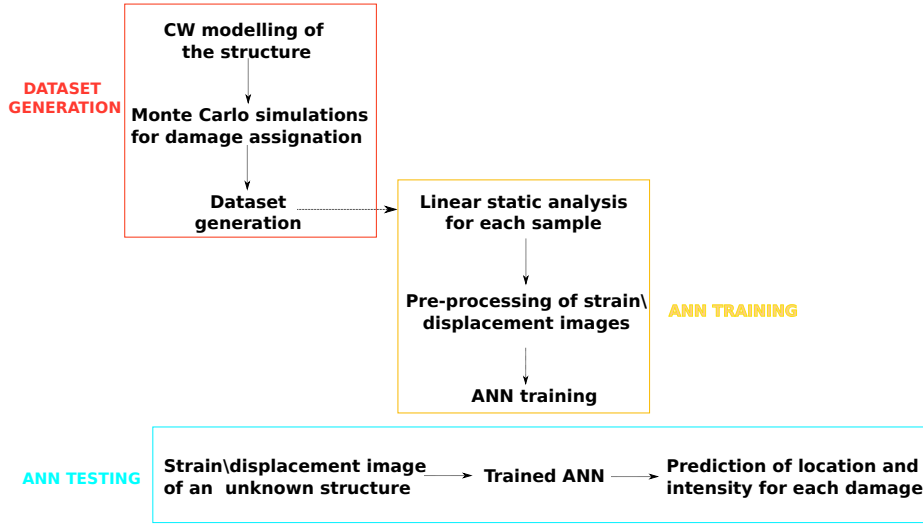 CW modelling of
the structure
DATASET
GENERATION
Monte Carlo simulations
for damage assignation
Dataset
generation
Linear static analysis
for each sample
Pre-processing of strain\
displacement images
ANN TRAINING
ANN training
ANN TESTING
Strain\displacement image
of an unknown structure
Trained ANN
Prediction of location and
intensity for each damage